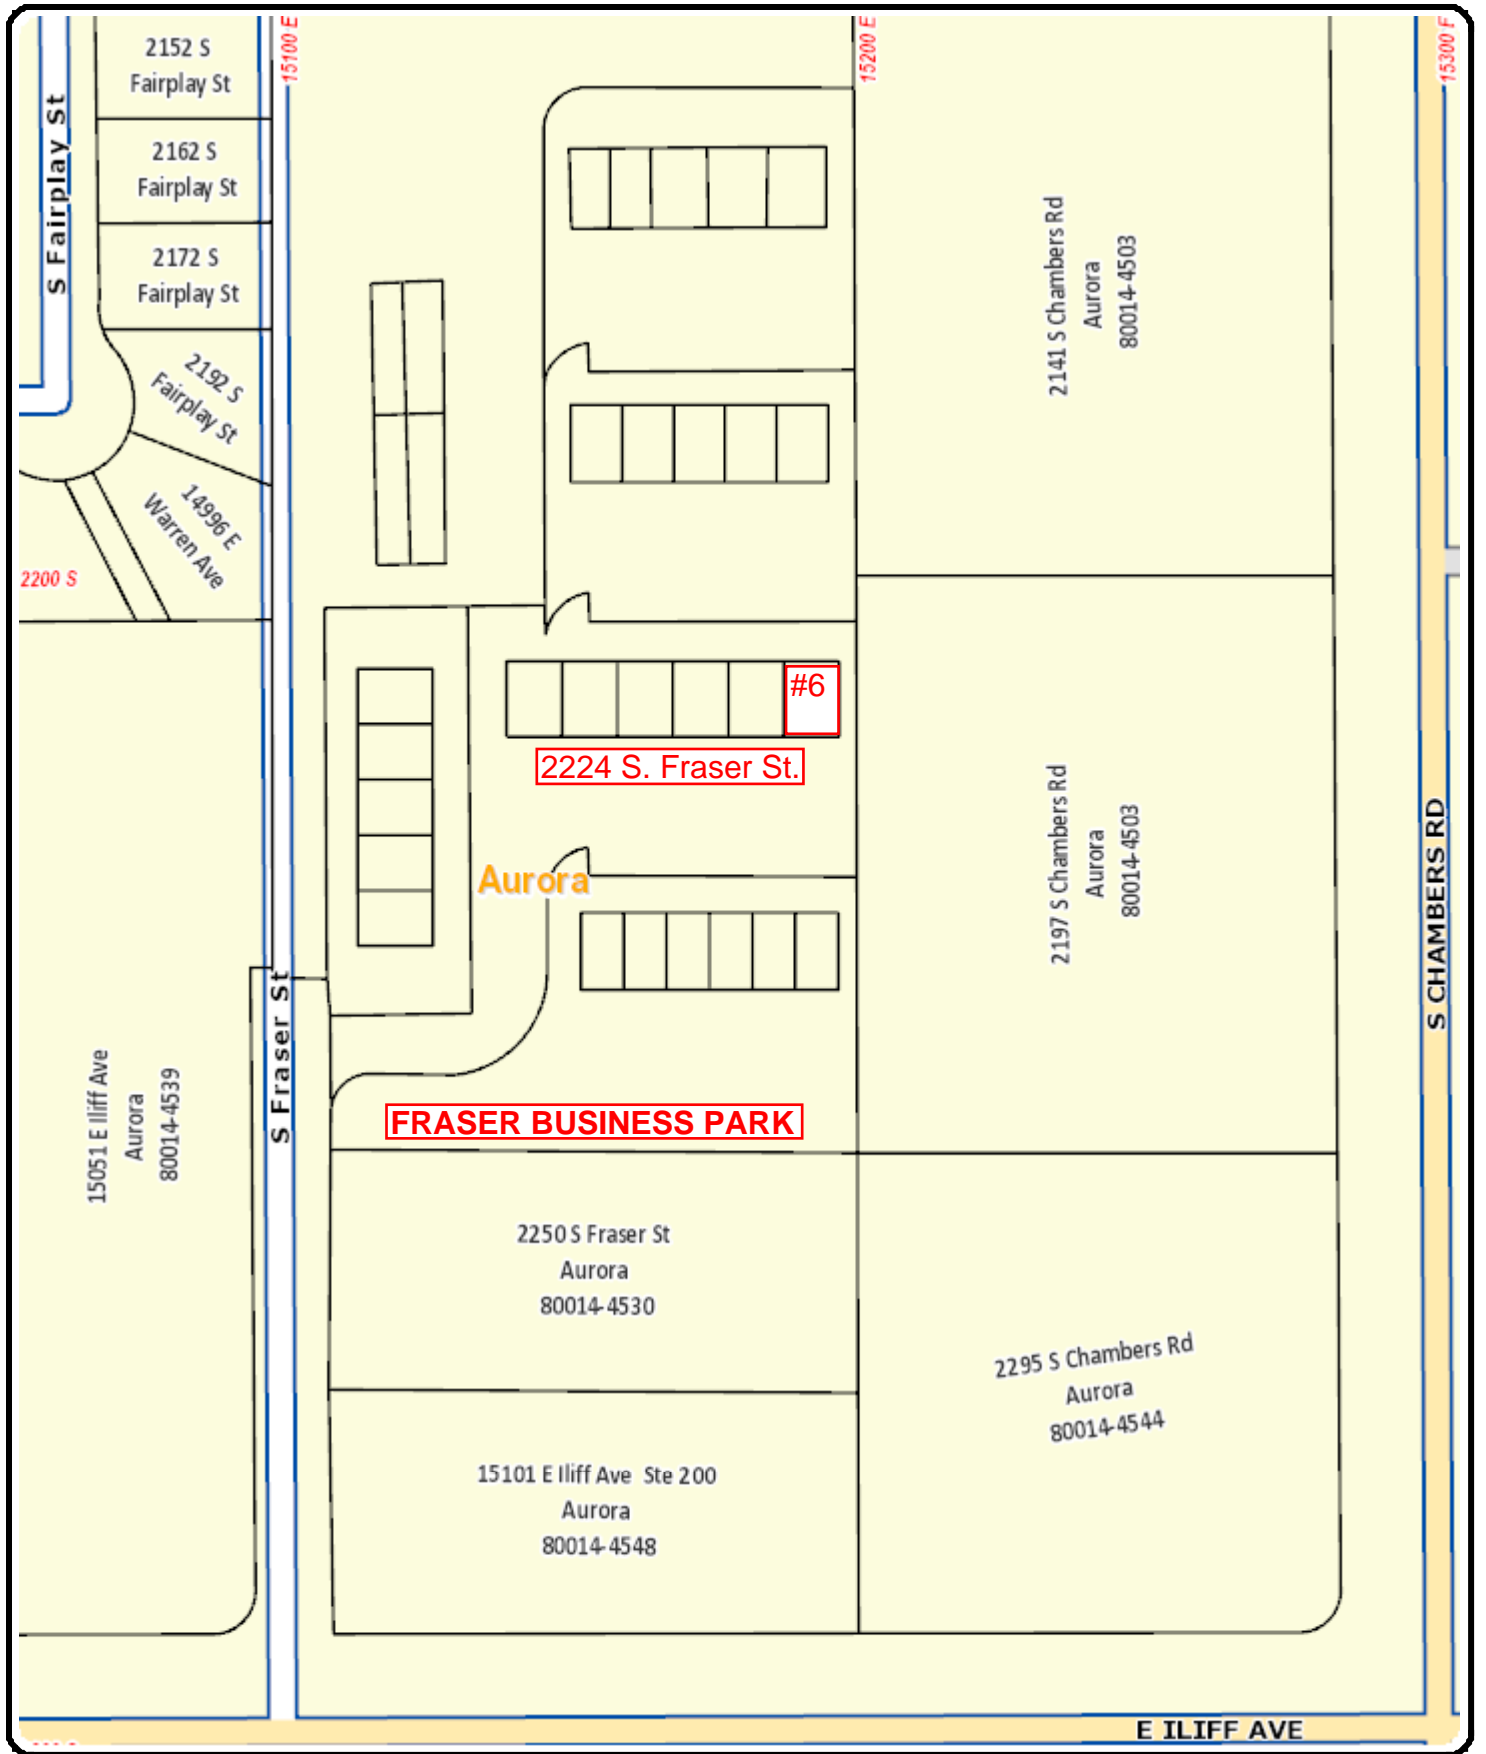 15100 E
15200 E
15300 E
2152 S
Fairplay St
2162 S
Fairplay St
2172 S
Fairplay St
2192 S
Fairplay St
14996 E
Warren Ave
S Fairplay St
2200 S
2141 S Chambers Rd
Aurora
80014-4503
#6
2224 S. Fraser St.
Aurora
2197 S Chambers Rd
Aurora
80014-4503
S CHAMBERS RD
S Fraser St
15051 E Iliff Ave
Aurora
80014-4539
FRASER BUSINESS PARK
2250 S Fraser St
Aurora
80014-4530
2295 S Chambers Rd
Aurora
80014-4544
15101 E Iliff Ave Ste 200
Aurora
80014-4548
E ILIFF AVE